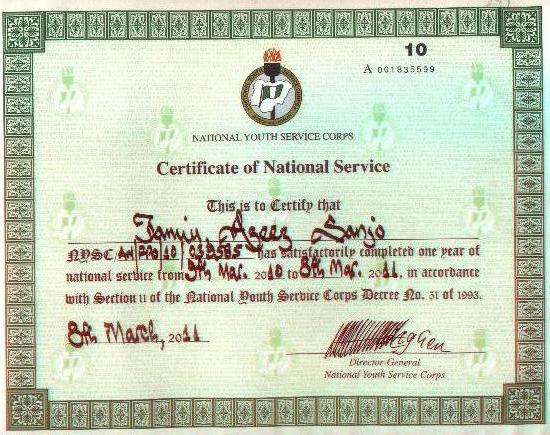 10
A 001835599
NATIONAL YOUTH SERVICE CORPS
Certificate of National Service
This is to Certify that
Azeez Sanjo
NYSC has satisfactorily completed one year of
national service from 9th Mar. 2010 to 8th Mar. 2011. in accordance
with Section 11 of the National Youth Service Corps Decree No. 51 of 1993.
8th March, 2011
Director-General
National Youth Service Corps